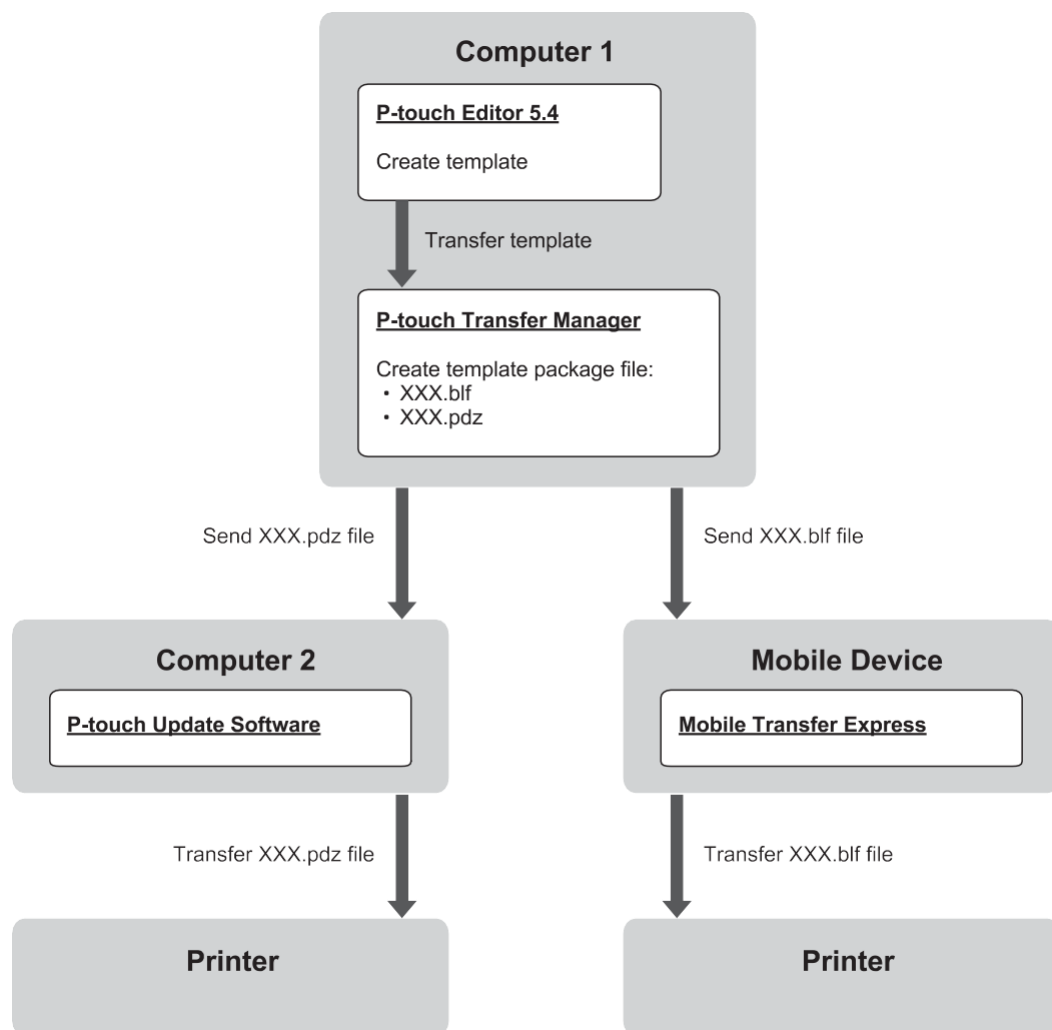 Computer 1
P-touch Editor 5.4
Create template
Transfer template
P-touch Transfer Manager
Create template package file:
• XXX.blf
• XXX.pdz
Send XXX.pdz file
Send XXX.blf file
Computer 2
Mobile Device
P-touch Update Software
Mobile Transfer Express
Transfer XXX.pdz file
Transfer XXX.blf file
Printer
Printer